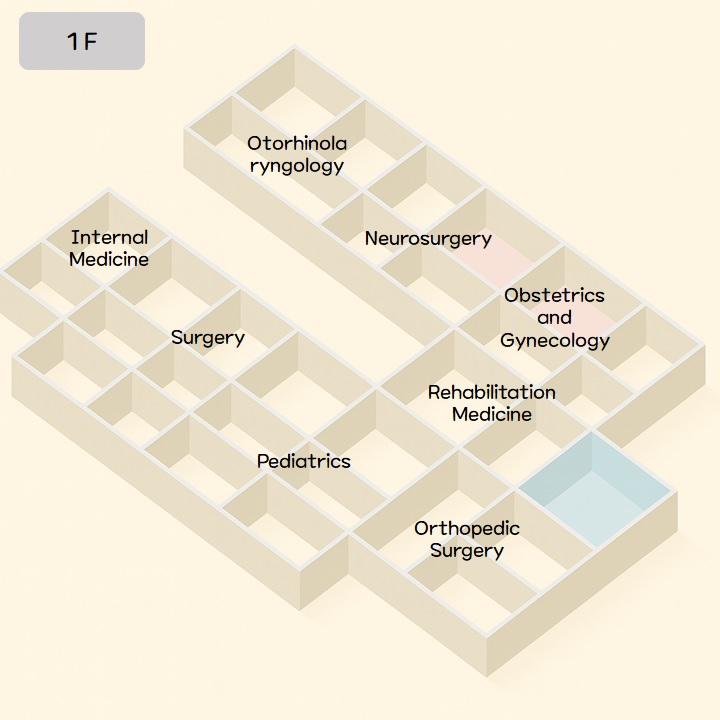 1F
Otorhinola
ryngology
Internal
Medicine
Neurosurgery
Obstetrics
and
Gynecology
Surgery
Rehabilitation
Medicine
Pediatrics
Orthopedic
Surgery